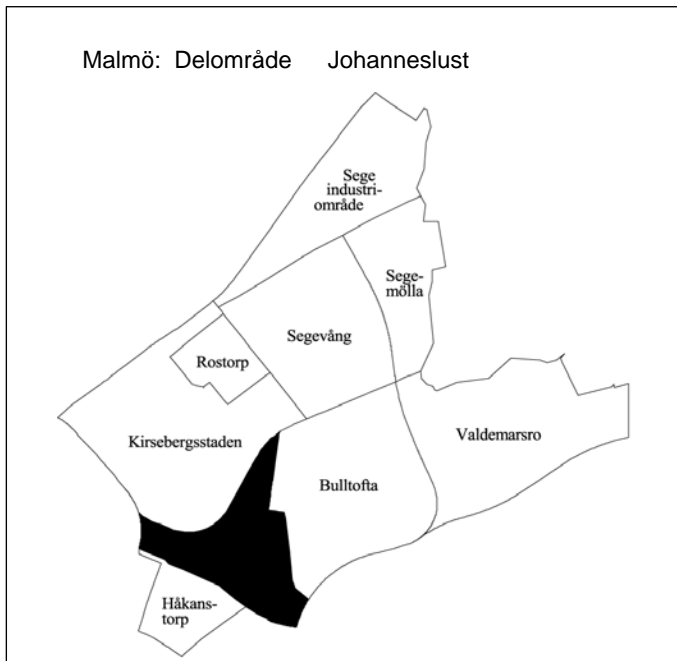 Malmö: Delområde Johanneslust
Sege
industri-
område
Sege-
mölla
Segevång
Rostorp
Kirsebergsstaden
Valdemarsro
Bulltofta
Håkans-
torp